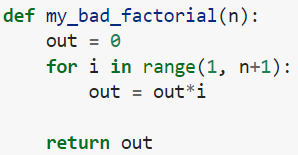 def my_bad_factorial(n):
    out = 0
    for i in range(1, n+1):
        out = out*i

    return out